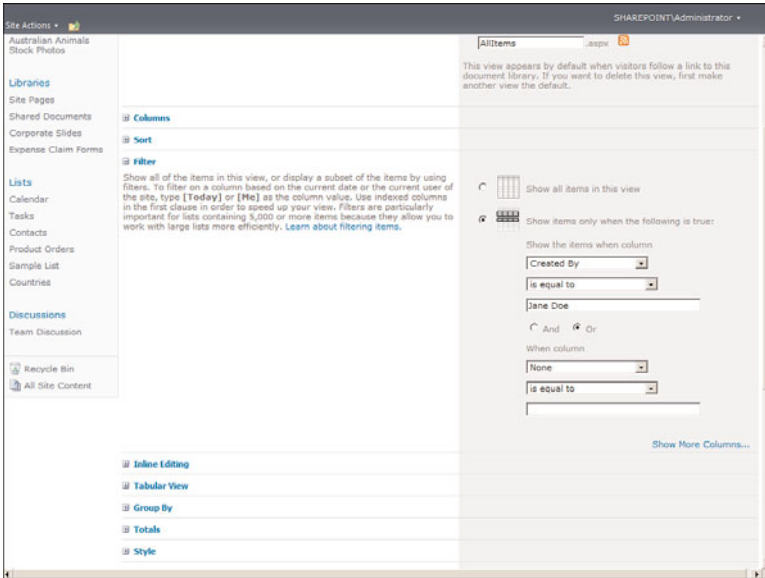 Site Actions
SHAREPOINT\Administrator
Australian Animals
Stock Photos
Libraries
Site Pages
Shared Documents
Corporate Slides
Expense Claim Forms
Lists
Calendar
Tasks
Contacts
Product Orders
Sample List
Countries
Discussions
Team Discussion
Recycle Bin
All Site Content
AllItems .aspx
This view appears by default when visitors follow a link to this
document library. If you want to delete this view, first make
another view the default.
Columns
Sort
Filter
Show all of the items in this view, or display a subset of the items by using
filters. To filter on a column based on the current date or the current user of
the site, type [Today] or [Me] as the column value. Use indexed columns
in the first clause in order to speed up your view. Filters are particularly
important for lists containing 5,000 or more items because they allow you to
work with large lists more efficiently. Learn about filtering items.
Show all items in this view
Show items only when the following is true:
Show the items when column
Created By
is equal to
Jane Doe
And Or
When column
None
is equal to
Show More Columns...
Inline Editing
Tabular View
Group By
Totals
Style